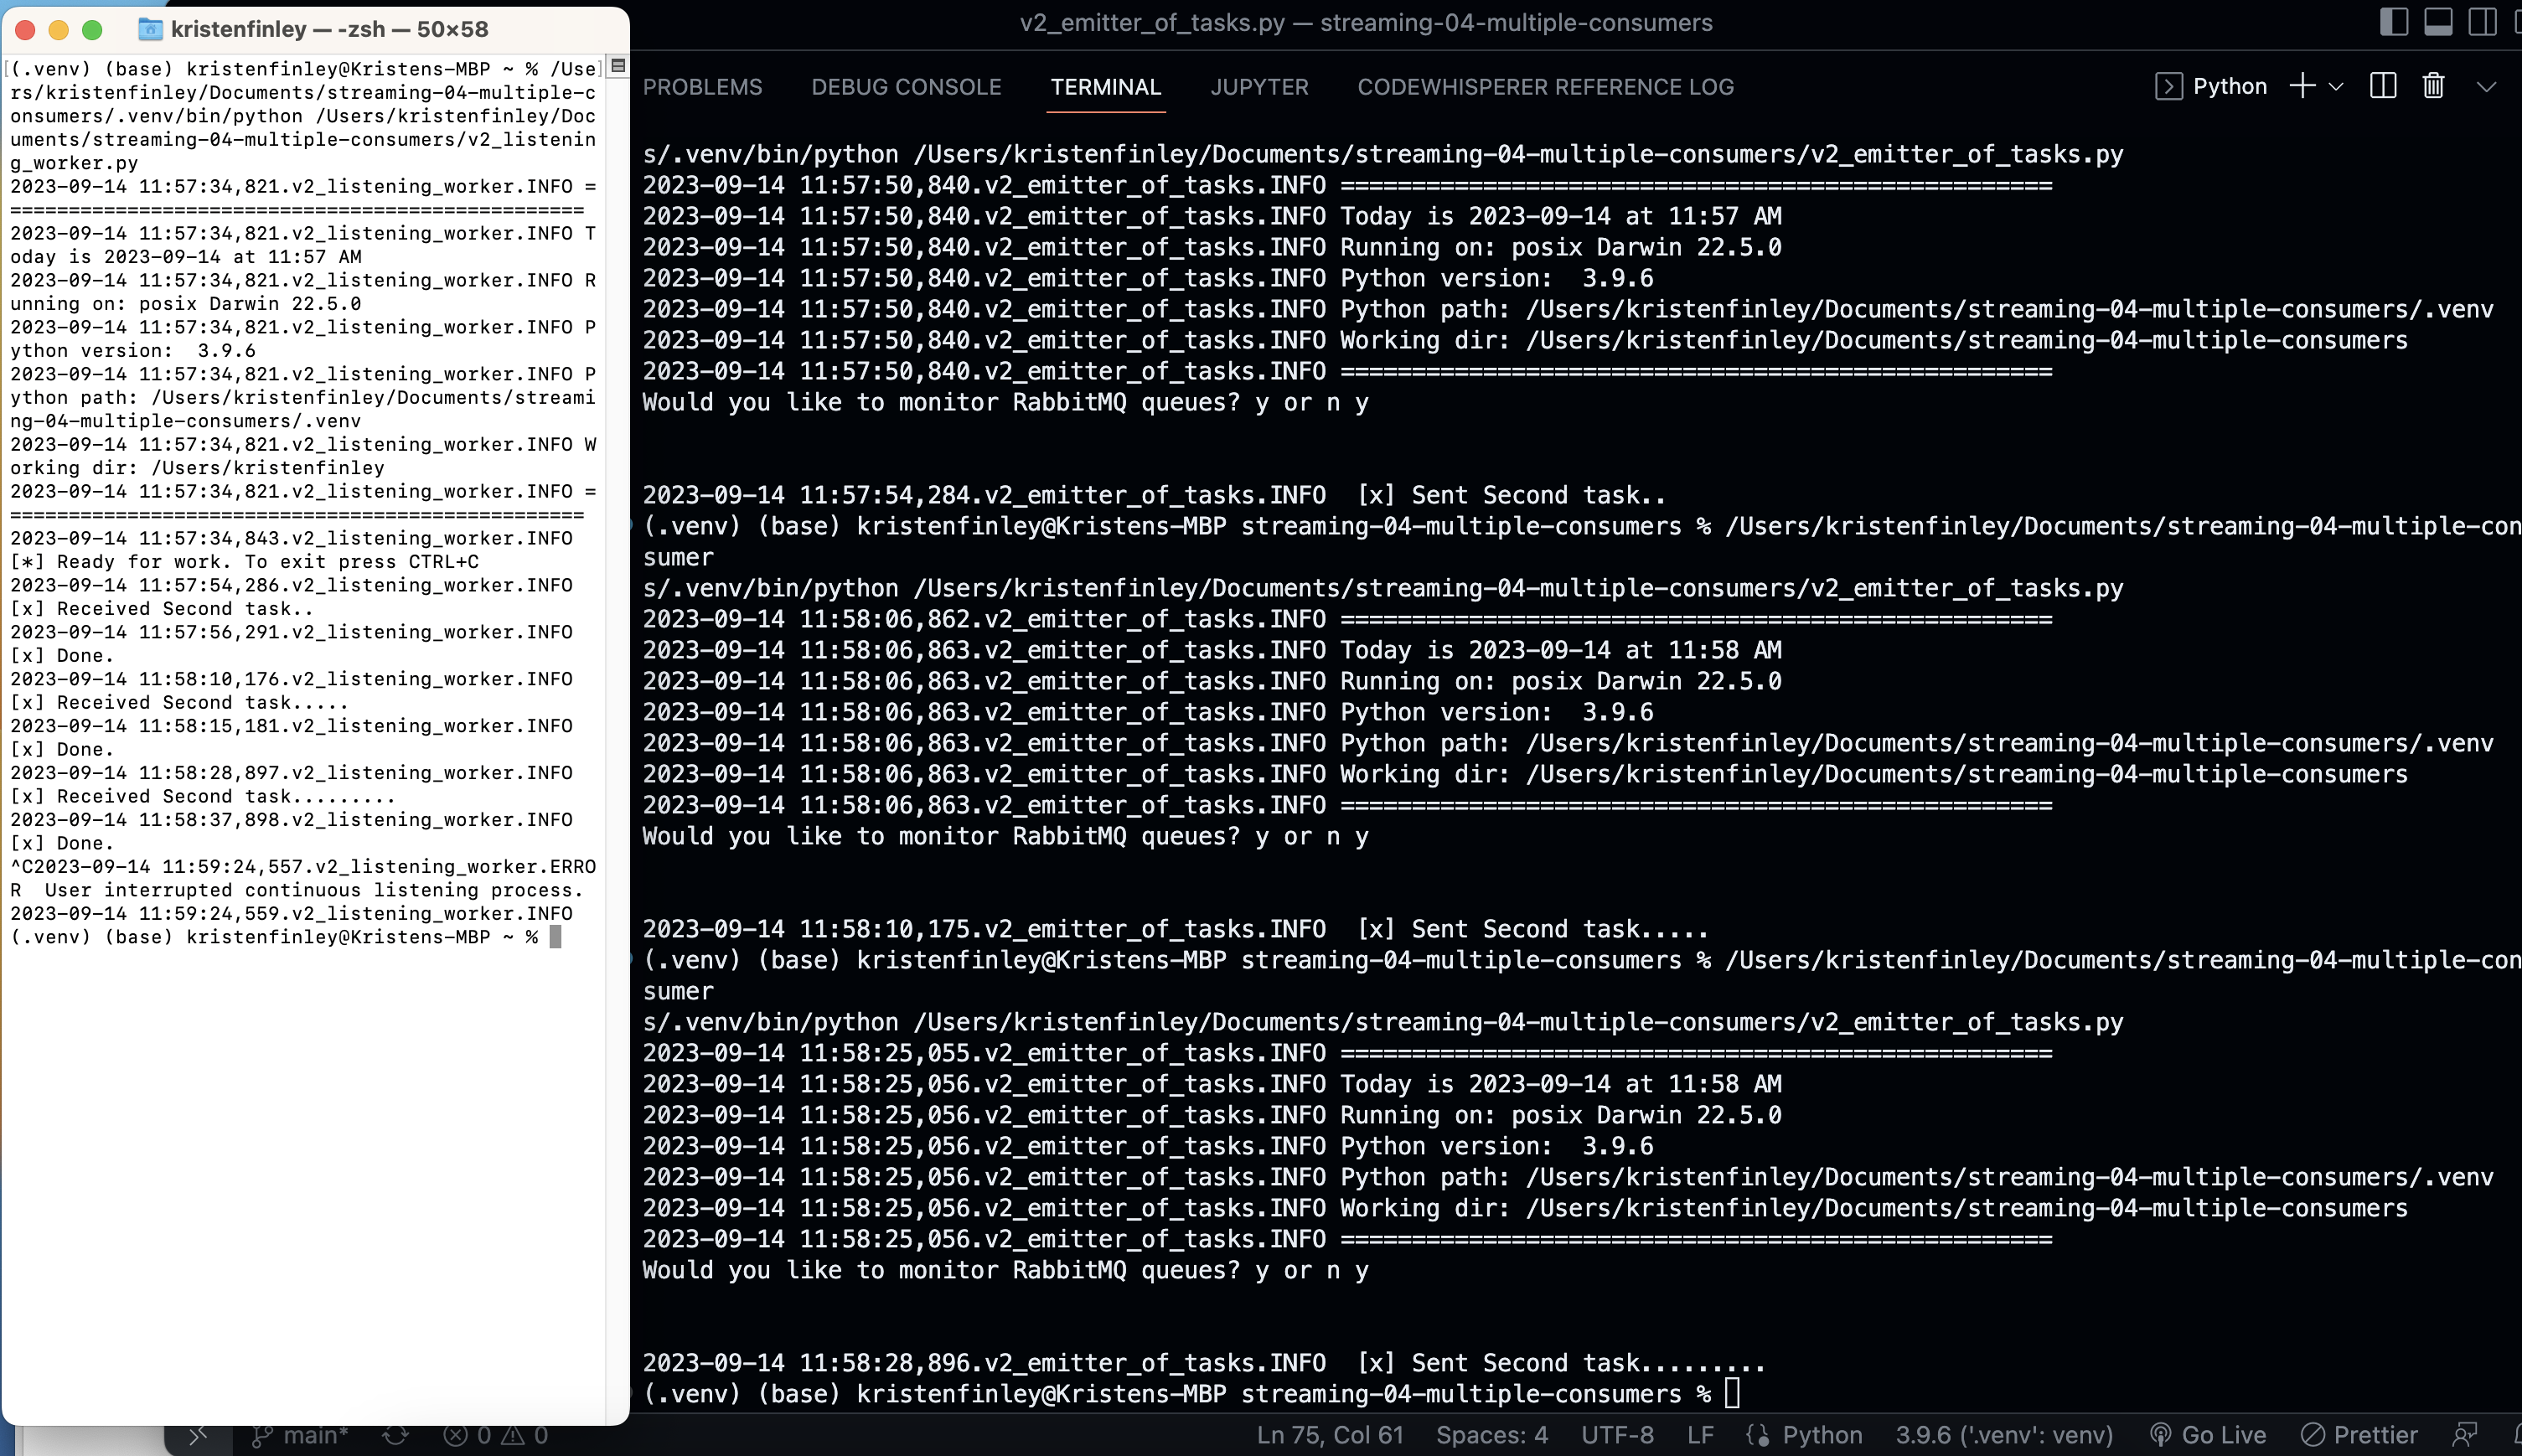 kristenfinley — -zsh — 50×58
(.venv) (base) kristenfinley@Kristens-MBP ~ % /Use
rs/kristenfinley/Documents/streaming-04-multiple-c
onsumers/.venv/bin/python /Users/kristenfinley/Doc
uments/streaming-04-multiple-consumers/v2_listenin
g_worker.py
2023-09-14 11:57:34,821.v2_listening_worker.INFO =
=================================================
2023-09-14 11:57:34,821.v2_listening_worker.INFO T
oday is 2023-09-14 at 11:57 AM
2023-09-14 11:57:34,821.v2_listening_worker.INFO R
unning on: posix Darwin 22.5.0
2023-09-14 11:57:34,821.v2_listening_worker.INFO P
ython version:  3.9.6
2023-09-14 11:57:34,821.v2_listening_worker.INFO P
ython path: /Users/kristenfinley/Documents/streami
ng-04-multiple-consumers/.venv
2023-09-14 11:57:34,821.v2_listening_worker.INFO W
orking dir: /Users/kristenfinley
2023-09-14 11:57:34,821.v2_listening_worker.INFO =
=================================================
2023-09-14 11:57:34,843.v2_listening_worker.INFO
[*] Ready for work. To exit press CTRL+C
2023-09-14 11:57:54,286.v2_listening_worker.INFO
[x] Received Second task..
2023-09-14 11:57:56,291.v2_listening_worker.INFO
[x] Done.
2023-09-14 11:58:10,176.v2_listening_worker.INFO
[x] Received Second task.....
2023-09-14 11:58:15,181.v2_listening_worker.INFO
[x] Done.
2023-09-14 11:58:28,897.v2_listening_worker.INFO
[x] Received Second task.........
2023-09-14 11:58:37,898.v2_listening_worker.INFO
[x] Done.
^C2023-09-14 11:59:24,557.v2_listening_worker.ERRO
R  User interrupted continuous listening process.
2023-09-14 11:59:24,559.v2_listening_worker.INFO
(.venv) (base) kristenfinley@Kristens-MBP ~ %
v2_emitter_of_tasks.py — streaming-04-multiple-consumers
PROBLEMS DEBUG CONSOLE TERMINAL JUPYTER CODEWHISPERER REFERENCE LOG Python
s/.venv/bin/python /Users/kristenfinley/Documents/streaming-04-multiple-consumers/v2_emitter_of_tasks.py
2023-09-14 11:57:50,840.v2_emitter_of_tasks.INFO ==================================================
2023-09-14 11:57:50,840.v2_emitter_of_tasks.INFO Today is 2023-09-14 at 11:57 AM
2023-09-14 11:57:50,840.v2_emitter_of_tasks.INFO Running on: posix Darwin 22.5.0
2023-09-14 11:57:50,840.v2_emitter_of_tasks.INFO Python version:  3.9.6
2023-09-14 11:57:50,840.v2_emitter_of_tasks.INFO Python path: /Users/kristenfinley/Documents/streaming-04-multiple-consumers/.venv
2023-09-14 11:57:50,840.v2_emitter_of_tasks.INFO Working dir: /Users/kristenfinley/Documents/streaming-04-multiple-consumers
2023-09-14 11:57:50,840.v2_emitter_of_tasks.INFO ==================================================
Would you like to monitor RabbitMQ queues? y or n y
2023-09-14 11:57:54,284.v2_emitter_of_tasks.INFO  [x] Sent Second task..
(.venv) (base) kristenfinley@Kristens-MBP streaming-04-multiple-consumers % /Users/kristenfinley/Documents/streaming-04-multiple-con
sumer
s/.venv/bin/python /Users/kristenfinley/Documents/streaming-04-multiple-consumers/v2_emitter_of_tasks.py
2023-09-14 11:58:06,862.v2_emitter_of_tasks.INFO ==================================================
2023-09-14 11:58:06,863.v2_emitter_of_tasks.INFO Today is 2023-09-14 at 11:58 AM
2023-09-14 11:58:06,863.v2_emitter_of_tasks.INFO Running on: posix Darwin 22.5.0
2023-09-14 11:58:06,863.v2_emitter_of_tasks.INFO Python version:  3.9.6
2023-09-14 11:58:06,863.v2_emitter_of_tasks.INFO Python path: /Users/kristenfinley/Documents/streaming-04-multiple-consumers/.venv
2023-09-14 11:58:06,863.v2_emitter_of_tasks.INFO Working dir: /Users/kristenfinley/Documents/streaming-04-multiple-consumers
2023-09-14 11:58:06,863.v2_emitter_of_tasks.INFO ==================================================
Would you like to monitor RabbitMQ queues? y or n y
2023-09-14 11:58:10,175.v2_emitter_of_tasks.INFO  [x] Sent Second task.....
(.venv) (base) kristenfinley@Kristens-MBP streaming-04-multiple-consumers % /Users/kristenfinley/Documents/streaming-04-multiple-con
sumer
s/.venv/bin/python /Users/kristenfinley/Documents/streaming-04-multiple-consumers/v2_emitter_of_tasks.py
2023-09-14 11:58:25,055.v2_emitter_of_tasks.INFO ==================================================
2023-09-14 11:58:25,056.v2_emitter_of_tasks.INFO Today is 2023-09-14 at 11:58 AM
2023-09-14 11:58:25,056.v2_emitter_of_tasks.INFO Running on: posix Darwin 22.5.0
2023-09-14 11:58:25,056.v2_emitter_of_tasks.INFO Python version:  3.9.6
2023-09-14 11:58:25,056.v2_emitter_of_tasks.INFO Python path: /Users/kristenfinley/Documents/streaming-04-multiple-consumers/.venv
2023-09-14 11:58:25,056.v2_emitter_of_tasks.INFO Working dir: /Users/kristenfinley/Documents/streaming-04-multiple-consumers
2023-09-14 11:58:25,056.v2_emitter_of_tasks.INFO ==================================================
Would you like to monitor RabbitMQ queues? y or n y
2023-09-14 11:58:28,896.v2_emitter_of_tasks.INFO  [x] Sent Second task.........
(.venv) (base) kristenfinley@Kristens-MBP streaming-04-multiple-consumers %
main* 0 0 Ln 75, Col 61 Spaces: 4 UTF-8 LF Python 3.9.6 ('.venv': venv) Go Live Prettier